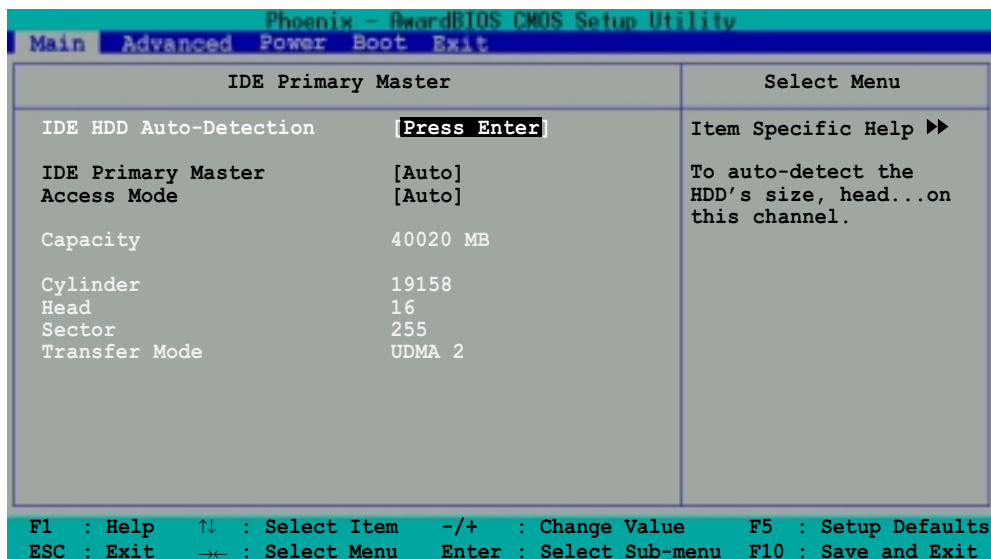 Phoenix - AwardBIOS CMOS Setup Utility
Main Advanced Power Boot Exit
IDE Primary Master
Select Menu
IDE HDD Auto-Detection [Press Enter]
IDE Primary Master [Auto]
Access Mode [Auto]
Capacity 40020 MB
Cylinder 19158
Head 16
Sector 255
Transfer Mode UDMA 2
Item Specific Help ▶▶
To auto-detect the
HDD's size, head...on
this channel.
F1 : Help ↑↓ : Select Item -/+ : Change Value F5 : Setup Defaults
ESC : Exit →← : Select Menu Enter : Select Sub-menu F10 : Save and Exit